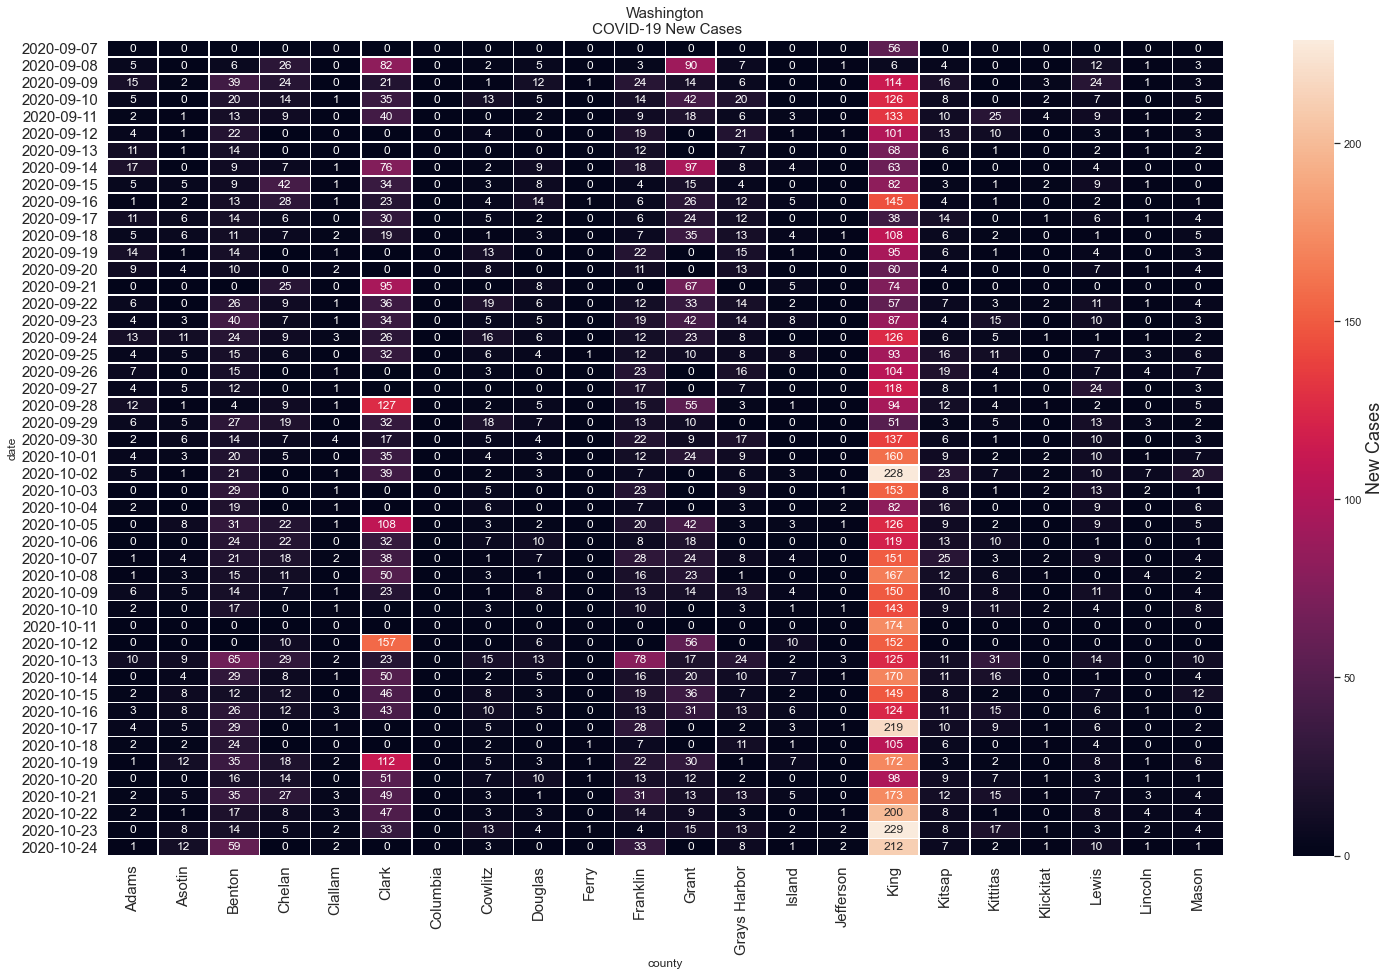 Washington
COVID-19 New Cases
2020-09-07 0 0 0 0 0 0 0 0 0 0 0 0 0 0 0 56 0 0 0 0 0 0
2020-09-08 5 0 6 26 0 82 0 2 5 0 3 90 7 0 1 6 4 0 0 12 1 3
2020-09-09 15 2 39 24 0 21 0 1 12 1 24 14 6 0 0 114 16 0 3 24 1 3
2020-09-10 5 0 20 14 1 35 0 13 5 0 14 42 20 0 0 126 8 0 2 7 0 5
2020-09-11 2 1 13 9 0 40 0 0 2 0 9 18 6 3 0 133 10 25 4 9 1 2
2020-09-12 4 1 22 0 0 0 0 4 0 0 19 0 21 1 1 101 13 10 0 3 1 3
2020-09-13 11 1 14 0 0 0 0 0 0 0 12 0 7 0 0 68 6 1 0 2 1 2
2020-09-14 17 0 9 7 1 76 0 2 9 0 18 97 8 4 0 63 0 0 0 4 0 0
2020-09-15 5 5 9 42 1 34 0 3 8 0 4 15 4 0 0 82 3 1 2 9 1 0
2020-09-16 1 2 13 28 1 23 0 4 14 1 6 26 12 5 0 145 4 1 0 2 0 1
2020-09-17 11 6 14 6 0 30 0 5 2 0 6 24 12 0 0 38 14 0 1 6 1 4
2020-09-18 5 6 11 7 2 19 0 1 3 0 7 35 13 4 1 108 6 2 0 1 0 5
2020-09-19 14 1 14 0 1 0 0 13 0 0 22 0 15 1 0 95 6 1 0 4 0 3
2020-09-20 9 4 10 0 2 0 0 8 0 0 11 0 13 0 0 60 4 0 0 7 1 4
2020-09-21 0 0 0 25 0 95 0 0 8 0 0 67 0 5 0 74 0 0 0 0 0 0
2020-09-22 6 0 26 9 1 36 0 19 6 0 12 33 14 2 0 57 7 3 2 11 1 4
2020-09-23 4 3 40 7 1 34 0 5 5 0 19 42 14 8 0 87 4 15 0 10 0 3
2020-09-24 13 11 24 9 3 26 0 16 6 0 12 23 8 0 0 126 6 5 1 1 1 2
2020-09-25 4 5 15 6 0 32 0 6 4 1 12 10 8 8 0 93 16 11 0 7 3 6
2020-09-26 7 0 15 0 1 0 0 3 0 0 23 0 16 0 0 104 19 4 0 7 4 7
2020-09-27 4 5 12 0 1 0 0 0 0 0 17 0 7 0 0 118 8 1 0 24 0 3
2020-09-28 12 1 4 9 1 127 0 2 5 0 15 55 3 1 0 94 12 4 1 2 0 5
2020-09-29 6 5 27 19 0 32 0 18 7 0 13 10 0 0 0 51 3 5 0 13 3 2
2020-09-30 2 6 14 7 4 17 0 5 4 0 22 9 17 0 0 137 6 1 0 10 0 3
2020-10-01 4 3 20 5 0 35 0 4 3 0 12 24 9 0 0 160 9 2 2 10 1 7
2020-10-02 5 1 21 0 1 39 0 2 3 0 7 0 6 3 0 228 23 7 2 10 7 20
2020-10-03 0 0 29 0 1 0 0 5 0 0 23 0 9 0 1 153 8 1 2 13 2 1
2020-10-04 2 0 19 0 1 0 0 6 0 0 7 0 3 0 2 82 16 0 0 9 0 6
2020-10-05 0 8 31 22 1 108 0 3 2 0 20 42 3 3 1 126 9 2 0 9 0 5
2020-10-06 0 0 24 22 0 32 0 7 10 0 8 18 0 0 0 119 13 10 0 1 0 1
2020-10-07 1 4 21 18 2 38 0 1 7 0 28 24 8 4 0 151 25 3 2 9 0 4
2020-10-08 1 3 15 11 0 50 0 3 1 0 16 23 1 0 0 167 12 6 1 0 4 2
2020-10-09 6 5 14 7 1 23 0 1 8 0 13 14 13 4 0 150 10 8 0 11 0 4
2020-10-10 2 0 17 0 1 0 0 3 0 0 10 0 3 1 1 143 9 11 2 4 0 8
2020-10-11 0 0 0 0 0 0 0 0 0 0 0 0 0 0 0 174 0 0 0 0 0 0
2020-10-12 0 0 0 10 0 157 0 0 6 0 0 56 0 10 0 152 0 0 0 0 0 0
2020-10-13 10 9 65 29 2 23 0 15 13 0 78 17 24 2 3 125 11 31 0 14 0 10
2020-10-14 0 4 29 8 1 50 0 2 5 0 16 20 10 7 1 170 11 16 0 1 0 4
2020-10-15 2 8 12 12 0 46 0 8 3 0 19 36 7 2 0 149 8 2 0 7 0 12
2020-10-16 3 8 26 12 3 43 0 10 5 0 13 31 13 6 0 124 11 15 0 6 1 0
2020-10-17 4 5 29 0 1 0 0 5 0 0 28 0 2 3 1 219 10 9 1 6 0 2
2020-10-18 2 2 24 0 0 0 0 2 0 1 7 0 11 1 0 105 6 0 1 4 0 0
2020-10-19 1 12 35 18 2 112 0 5 3 1 22 30 1 7 0 172 3 2 0 8 1 6
2020-10-20 0 0 16 14 0 51 0 7 10 1 13 12 2 0 0 98 9 7 1 3 1 1
2020-10-21 2 5 35 27 3 49 0 3 1 0 31 13 13 5 0 173 12 15 1 7 3 4
2020-10-22 2 1 17 8 3 47 0 3 3 0 14 9 3 0 1 200 8 1 0 8 4 4
2020-10-23 0 8 14 5 2 33 0 13 4 1 4 15 13 2 2 229 8 17 1 3 2 4
2020-10-24 1 12 59 0 2 0 0 3 0 0 33 0 8 1 2 212 7 2 1 10 1 1
date
Adams Asotin Benton Chelan Clallam Clark Columbia Cowlitz Douglas Ferry Franklin Grant Grays Harbor Island Jefferson King Kitsap Kittitas Klickitat Lewis Lincoln Mason
county
200
150
100
50
0
New Cases